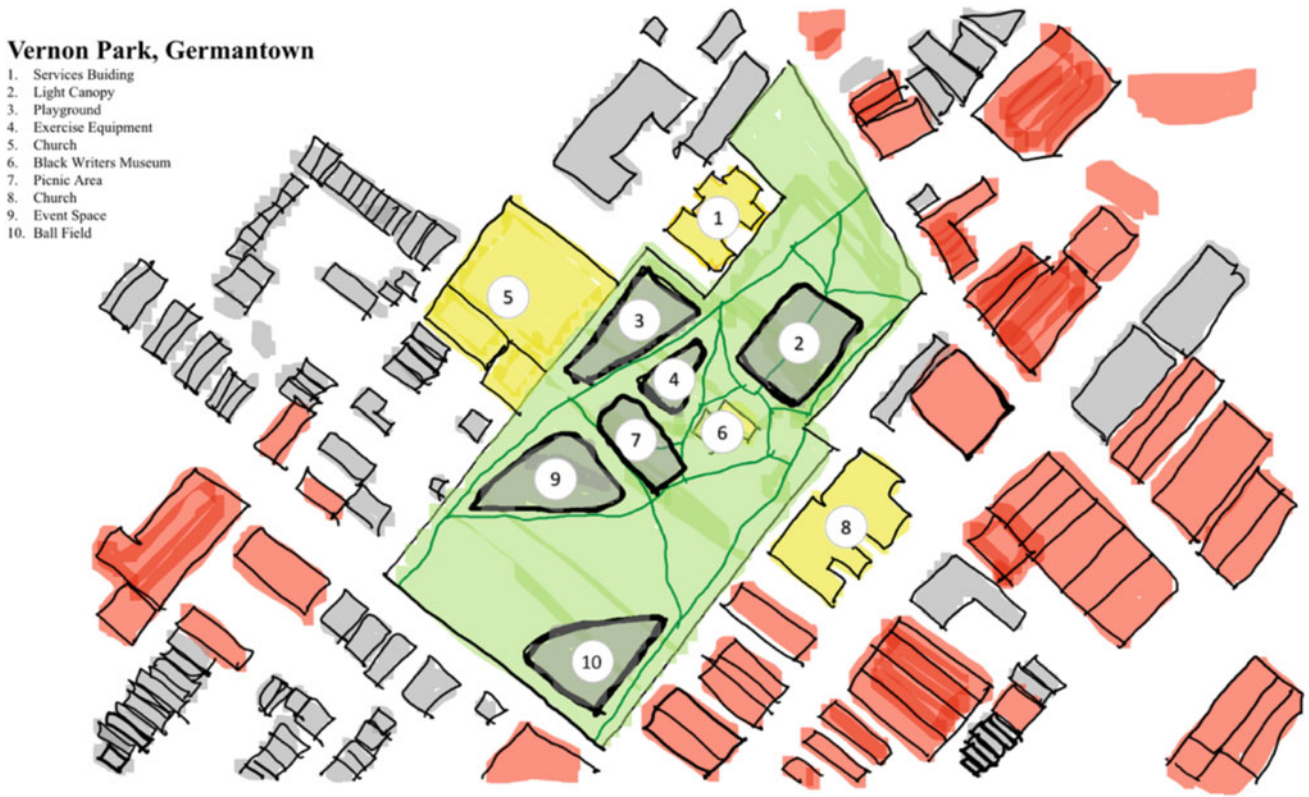 Vernon Park, Germantown
1. Services Buiding
2. Light Canopy
3. Playground
4. Exercise Equipment
5. Church
6. Black Writers Museum
7. Picnic Area
8. Church
9. Event Space
10. Ball Field
1
5
3
2
4
6
7
9
8
10